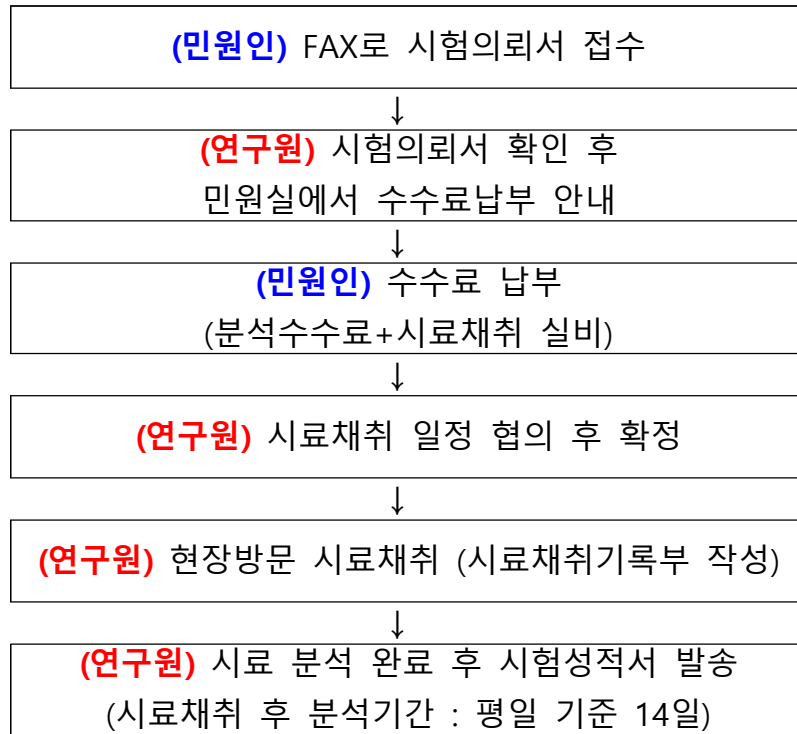 (민원인) FAX로 시험의뢰서 접수
↓
(연구원) 시험의뢰서 확인 후
민원실에서 수수료납부 안내
↓
(민원인) 수수료 납부
(분석수수료+시료채취 실비)
↓
(연구원) 시료채취 일정 협의 후 확정
↓
(연구원) 현장방문 시료채취 (시료채취기록부 작성)
↓
(연구원) 시료 분석 완료 후 시험성적서 발송
(시료채취 후 분석기간 : 평일 기준 14일)